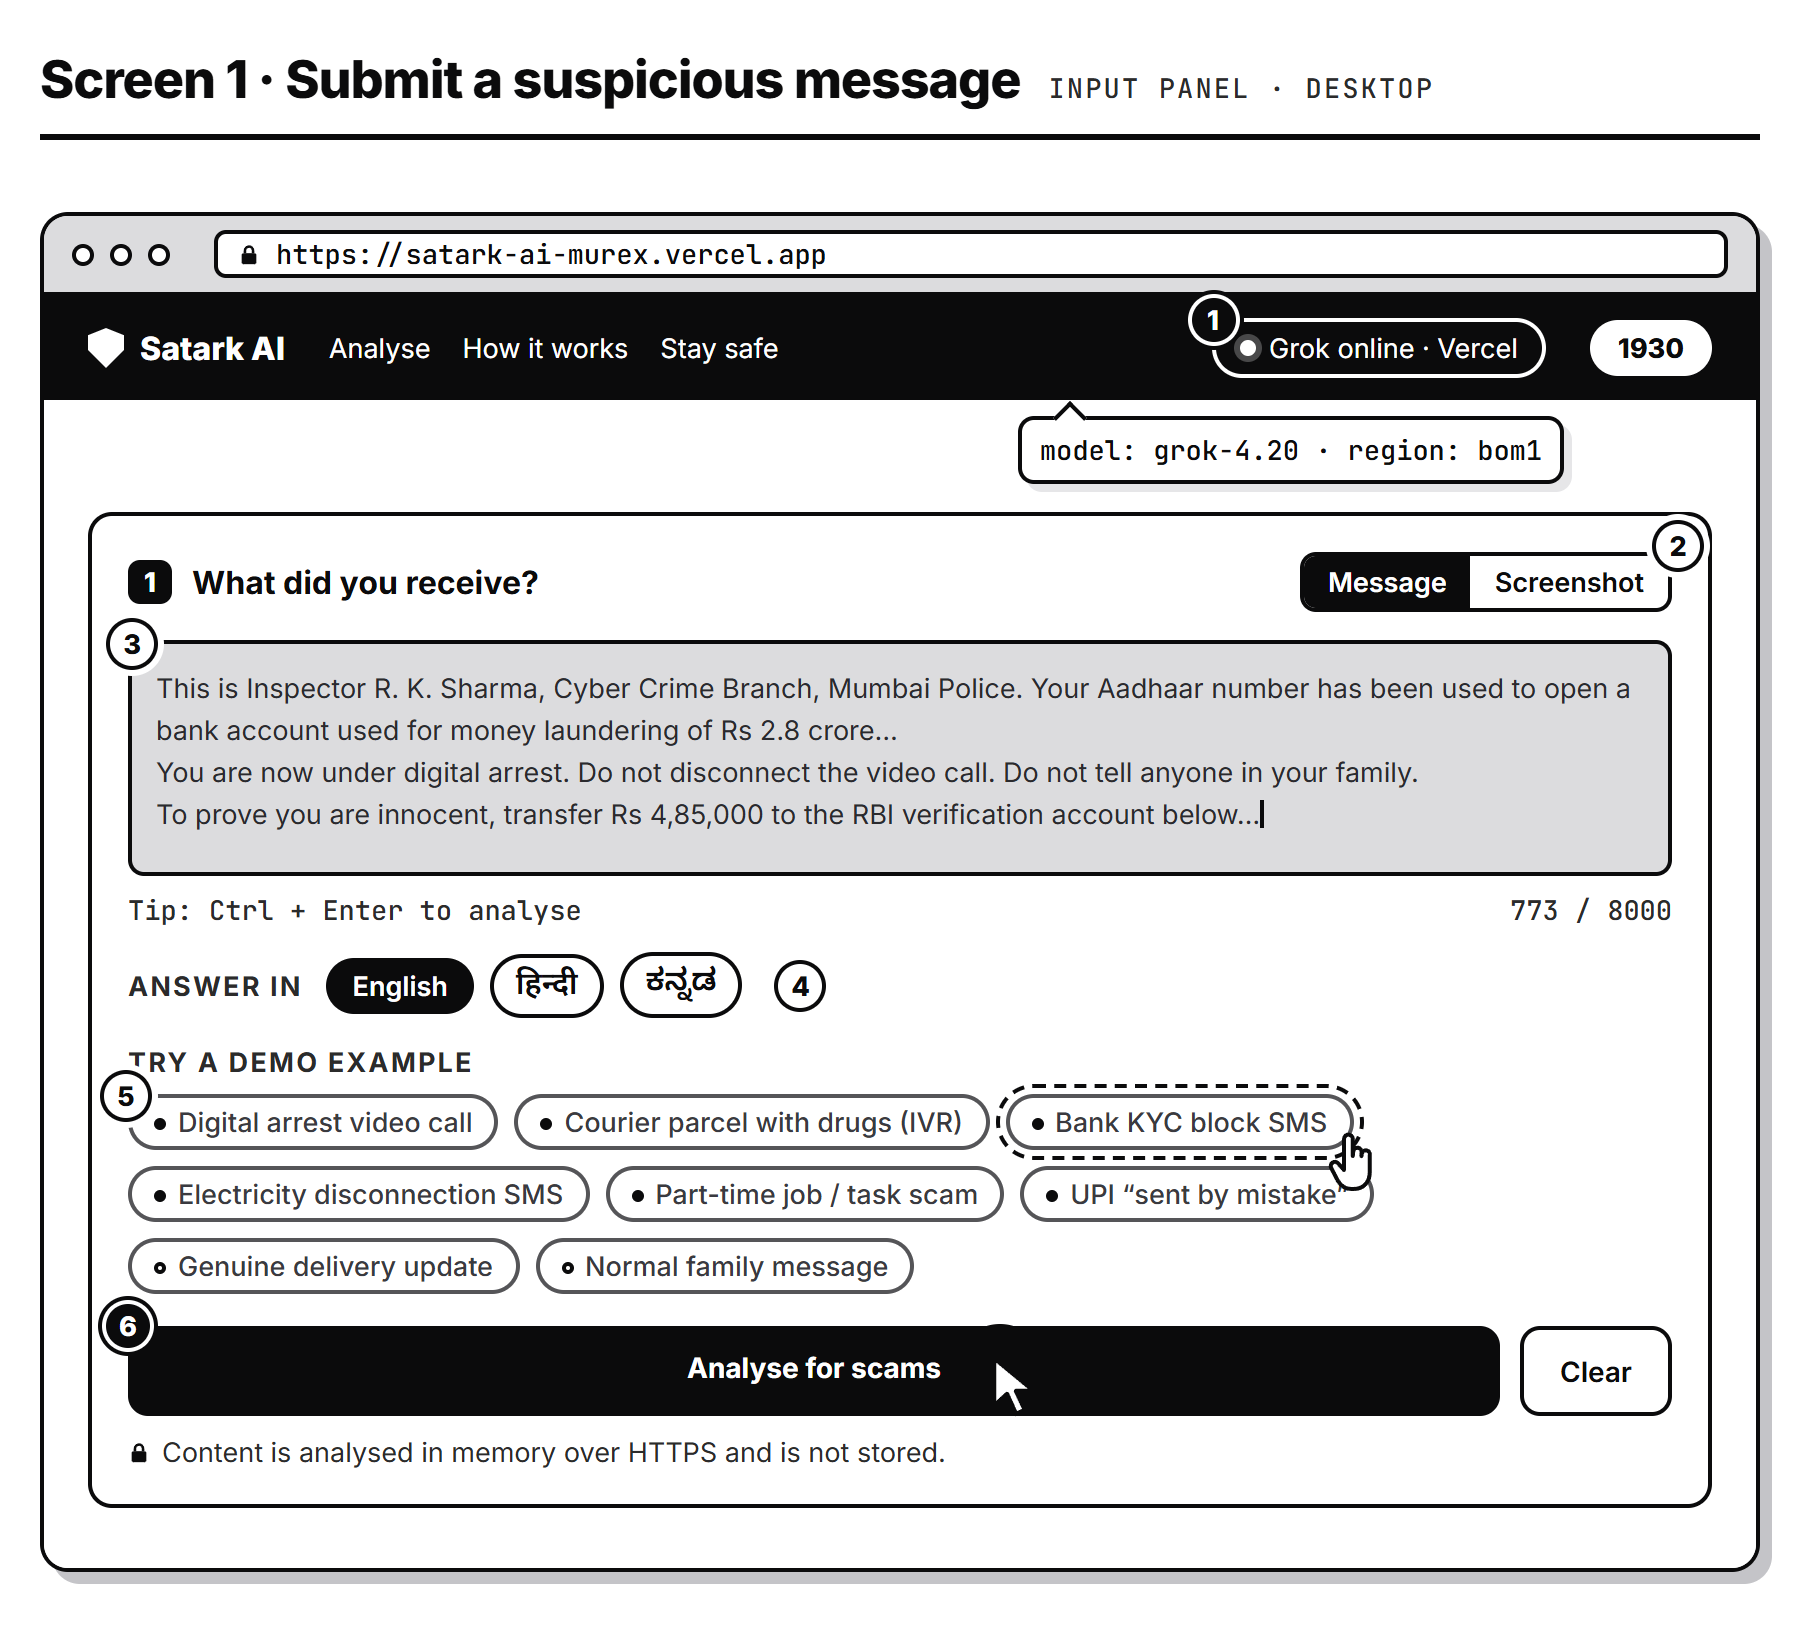 Screen 1 · Submit a suspicious message INPUT PANEL · DESKTOP
https://satark-ai-murex.vercel.app
Satark AI Analyse How it works Stay safe 1 Grok online · Vercel 1930
model: grok-4.20 · region: bom1
1 What did you receive? Message Screenshot 2
3
This is Inspector R. K. Sharma, Cyber Crime Branch, Mumbai Police. Your Aadhaar number has been used to open a
bank account used for money laundering of Rs 2.8 crore...
You are now under digital arrest. Do not disconnect the video call. Do not tell anyone in your family.
To prove you are innocent, transfer Rs 4,85,000 to the RBI verification account below...
Tip: Ctrl + Enter to analyse 773 / 8000
ANSWER IN English हिन्दी ಕನ್ನಡ 4
TRY A DEMO EXAMPLE
5 Digital arrest video call Courier parcel with drugs (IVR) Bank KYC block SMS
Electricity disconnection SMS Part-time job / task scam UPI “sent by mistake”
Genuine delivery update Normal family message
6 Analyse for scams Clear
Content is analysed in memory over HTTPS and is not stored.